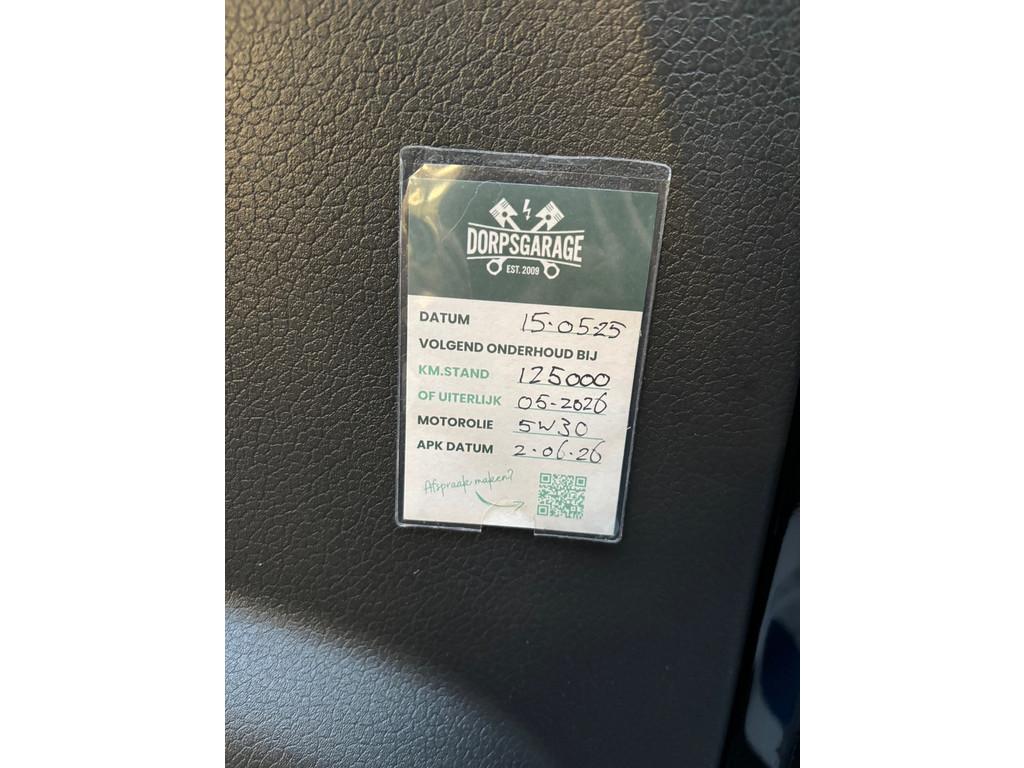 DORPSGARAGE
EST. 2009
DATUM 15-05-25
VOLGEND ONDERHOUD BIJ
KM.STAND 125000
OF UITERLIJK 05-2026
MOTOROLIE 5W30
APK DATUM 2-06-26
Afspraak maken?